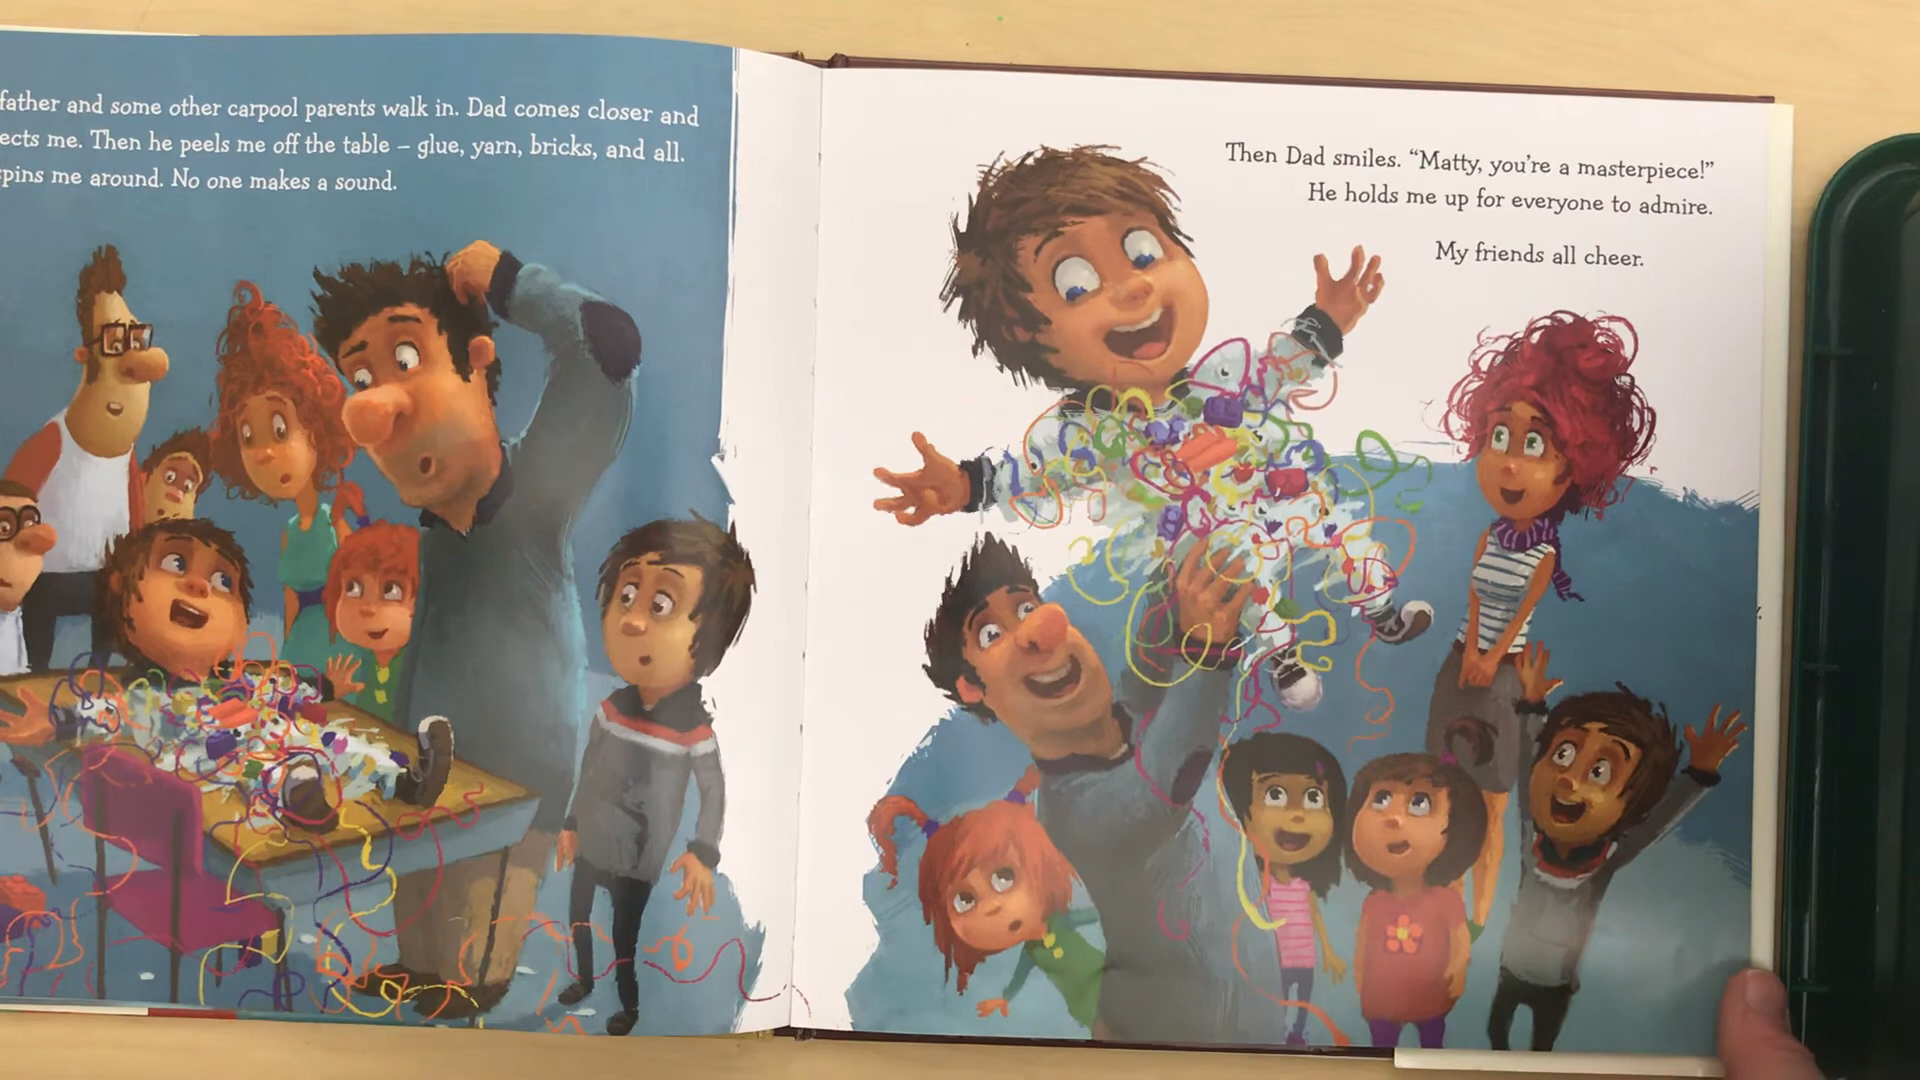 father and some other carpool parents walk in. Dad comes closer and
ects me. Then he peels me off the table – glue, yarn, bricks, and all.
pins me around. No one makes a sound.
Then Dad smiles. “Matty, you’re a masterpiece!”
He holds me up for everyone to admire.
My friends all cheer.